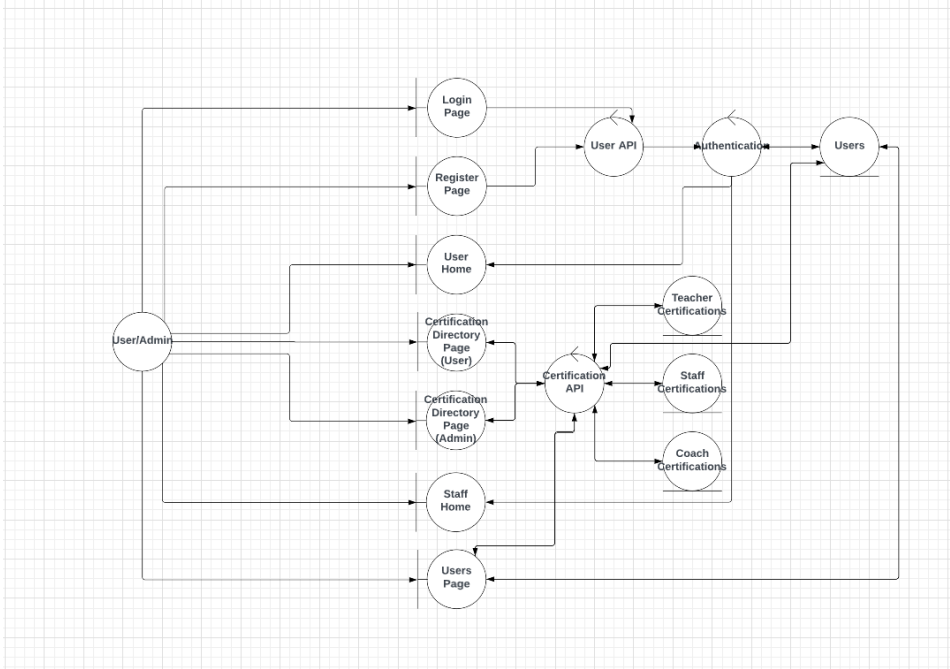 Login
Page
User API
Authentication
Users
Register
Page
User
Home
Teacher
Certifications
User/Admin
Certification
Directory
Page
(User)
Certification
API
Staff
Certifications
Certification
Directory
Page
(Admin)
Coach
Certifications
Staff
Home
Users
Page